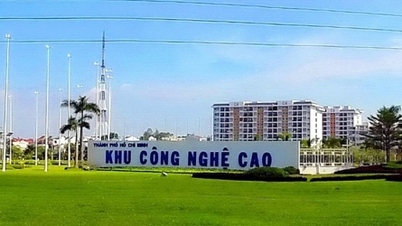 THÀNH PHỐ HỒ CHÍ MINH
KHU CÔNG NGHỆ CAO